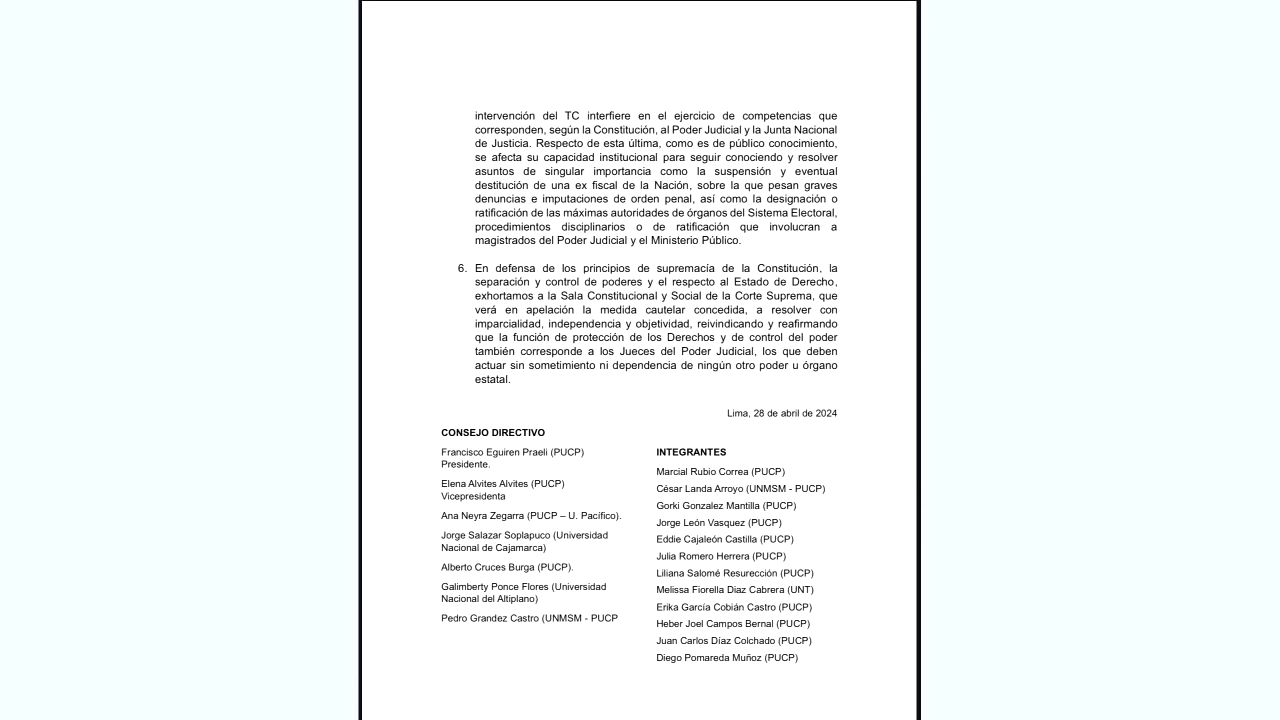 intervención del TC interfiere en el ejercicio de competencias que
corresponden, según la Constitución, al Poder Judicial y la Junta Nacional
de Justicia. Respecto de esta última, como es de público conocimiento,
se afecta su capacidad institucional para seguir conociendo y resolver
asuntos de singular importancia como la suspensión y eventual
destitución de una ex fiscal de la Nación, sobre la que pesan graves
denuncias e imputaciones de orden penal, así como la designación o
ratificación de las máximas autoridades de órganos del Sistema Electoral,
procedimientos disciplinarios o de ratificación que involucran a
magistrados del Poder Judicial y el Ministerio Público.
6. En defensa de los principios de supremacía de la Constitución, la
separación y control de poderes y el respecto al Estado de Derecho,
exhortamos a la Sala Constitucional y Social de la Corte Suprema, que
verá en apelación la medida cautelar concedida, a resolver con
imparcialidad, independencia y objetividad, reivindicando y reafirmando
que la función de protección de los Derechos y de control del poder
también corresponde a los Jueces del Poder Judicial, los que deben
actuar sin sometimiento ni dependencia de ningún otro poder u órgano
estatal.
Lima, 28 de abril de 2024
CONSEJO DIRECTIVO
Francisco Eguiren Praeli (PUCP)
Presidente.
Elena Alvites Alvites (PUCP)
Vicepresidenta
Ana Neyra Zegarra (PUCP – U. Pacífico).
Jorge Salazar Soplapuco (Universidad
Nacional de Cajamarca)
Alberto Cruces Burga (PUCP).
Galimberty Ponce Flores (Universidad
Nacional del Altiplano)
Pedro Grandez Castro (UNMSM - PUCP
INTEGRANTES
Marcial Rubio Correa (PUCP)
César Landa Arroyo (UNMSM - PUCP)
Gorki Gonzalez Mantilla (PUCP)
Jorge León Vasquez (PUCP)
Eddie Cajaleón Castilla (PUCP)
Julia Romero Herrera (PUCP)
Liliana Salomé Resurección (PUCP)
Melissa Fiorella Diaz Cabrera (UNT)
Erika García Cobián Castro (PUCP)
Heber Joel Campos Bernal (PUCP)
Juan Carlos Díaz Colchado (PUCP)
Diego Pomareda Muñoz (PUCP)